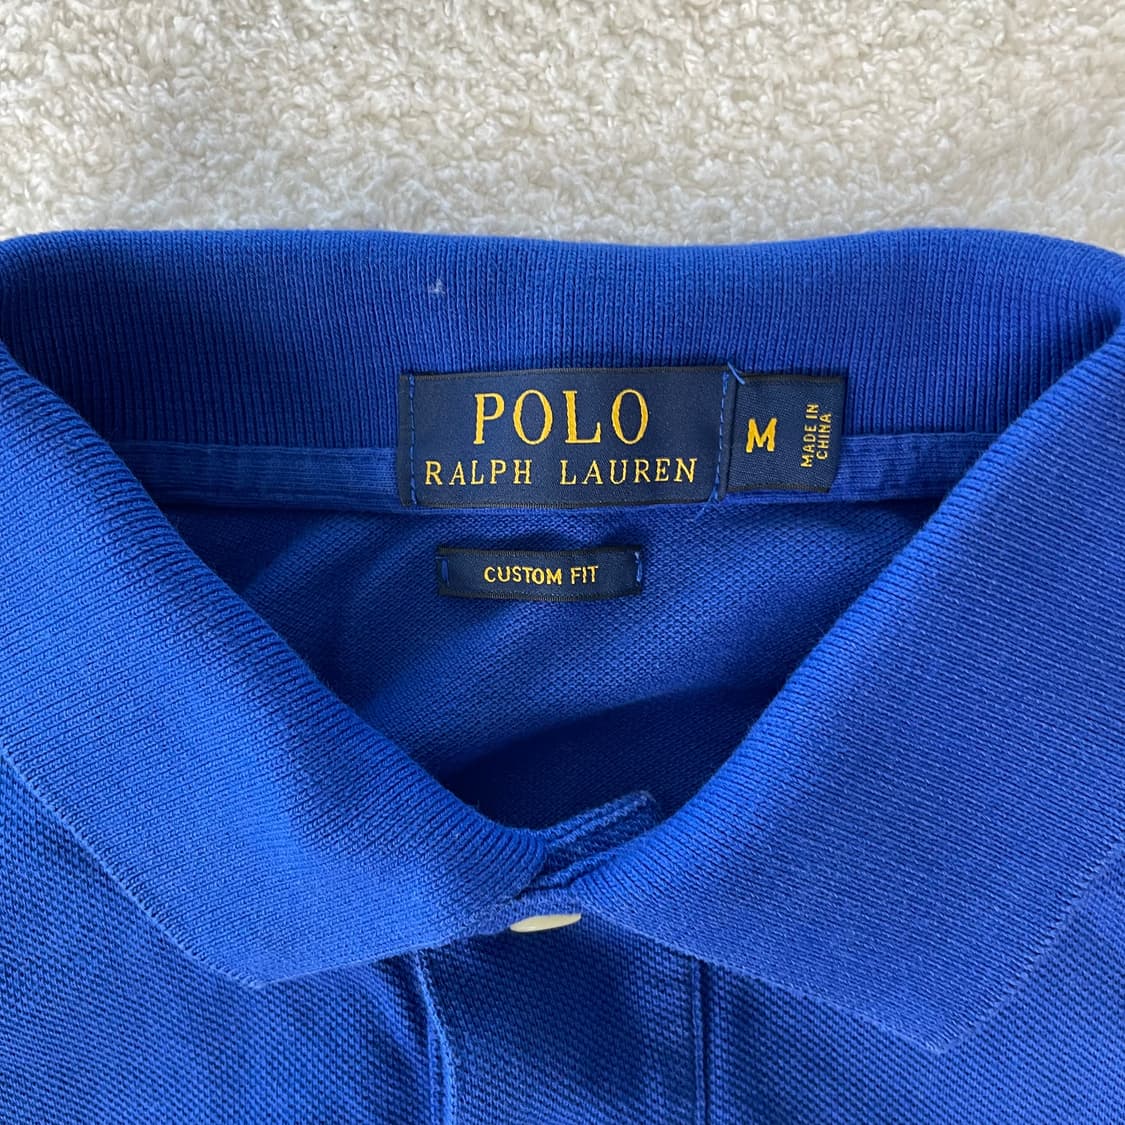 POLO
RALPH LAUREN
M
MADE IN
CHINA
CUSTOM FIT